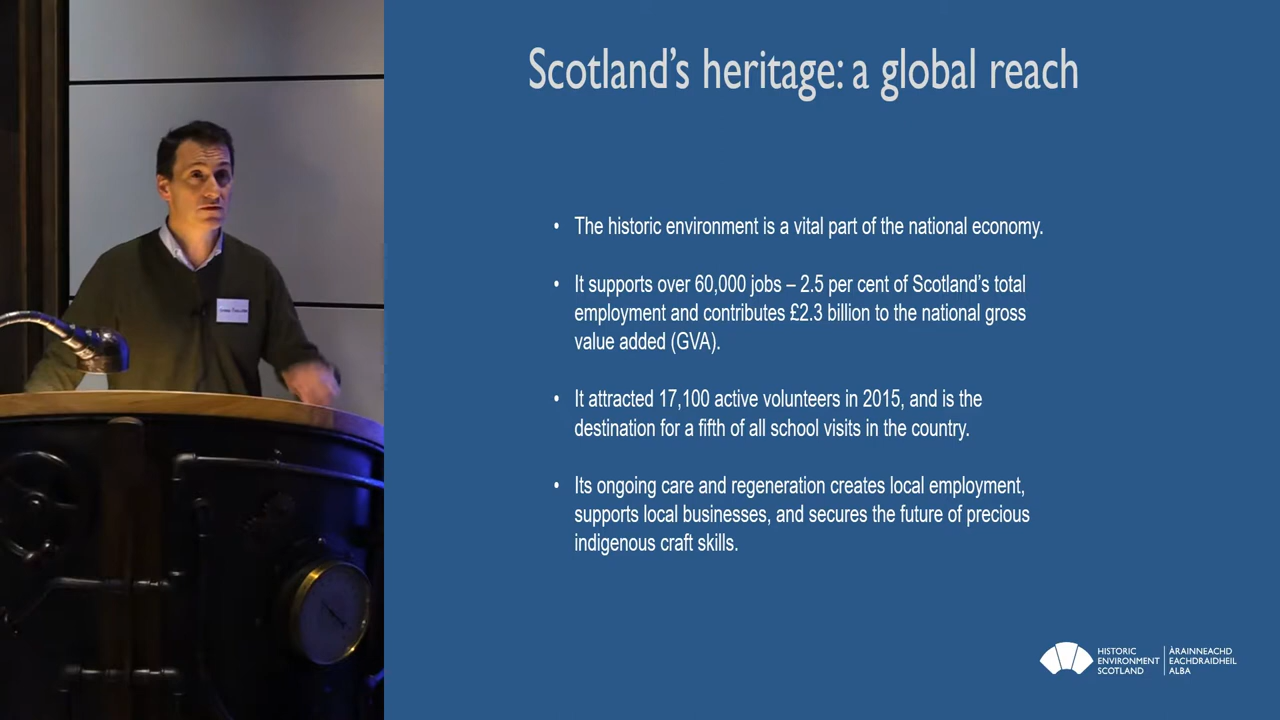 Scotland's heritage: a global reach
• The historic environment is a vital part of the national economy.
• It supports over 60,000 jobs – 2.5 per cent of Scotland's total
employment and contributes £2.3 billion to the national gross
value added (GVA).
• It attracted 17,100 active volunteers in 2015, and is the
destination for a fifth of all school visits in the country.
• Its ongoing care and regeneration creates local employment,
supports local businesses, and secures the future of precious
indigenous craft skills.
HISTORIC
ENVIRONMENT
SCOTLAND
ÀRAINNEACHD
EACHDRAIDHEIL
ALBA